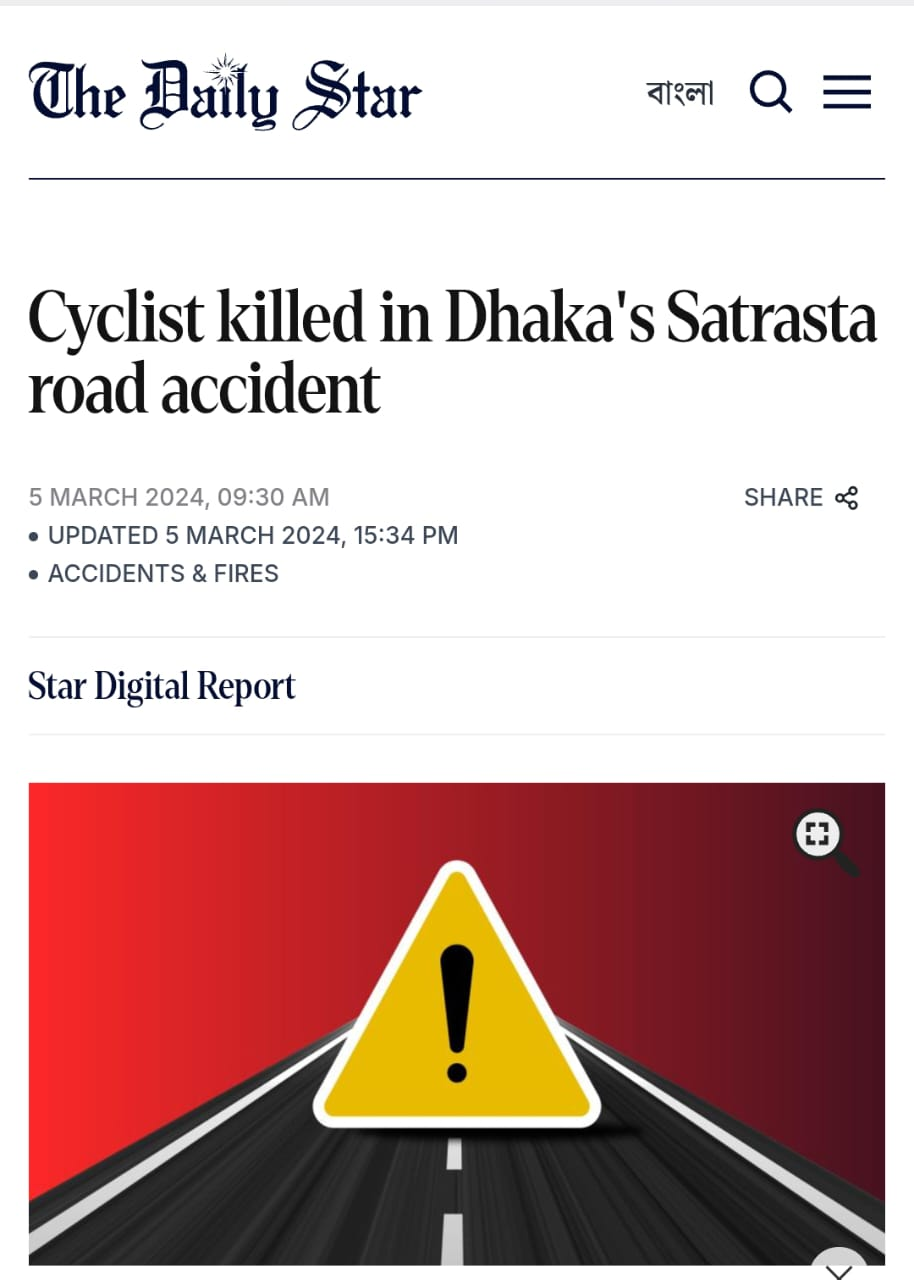 The Daily Star
বাংলা
Cyclist killed in Dhaka's Satrasta
road accident
5 MARCH 2024, 09:30 AM
SHARE
• UPDATED 5 MARCH 2024, 15:34 PM
• ACCIDENTS & FIRES
Star Digital Report
!